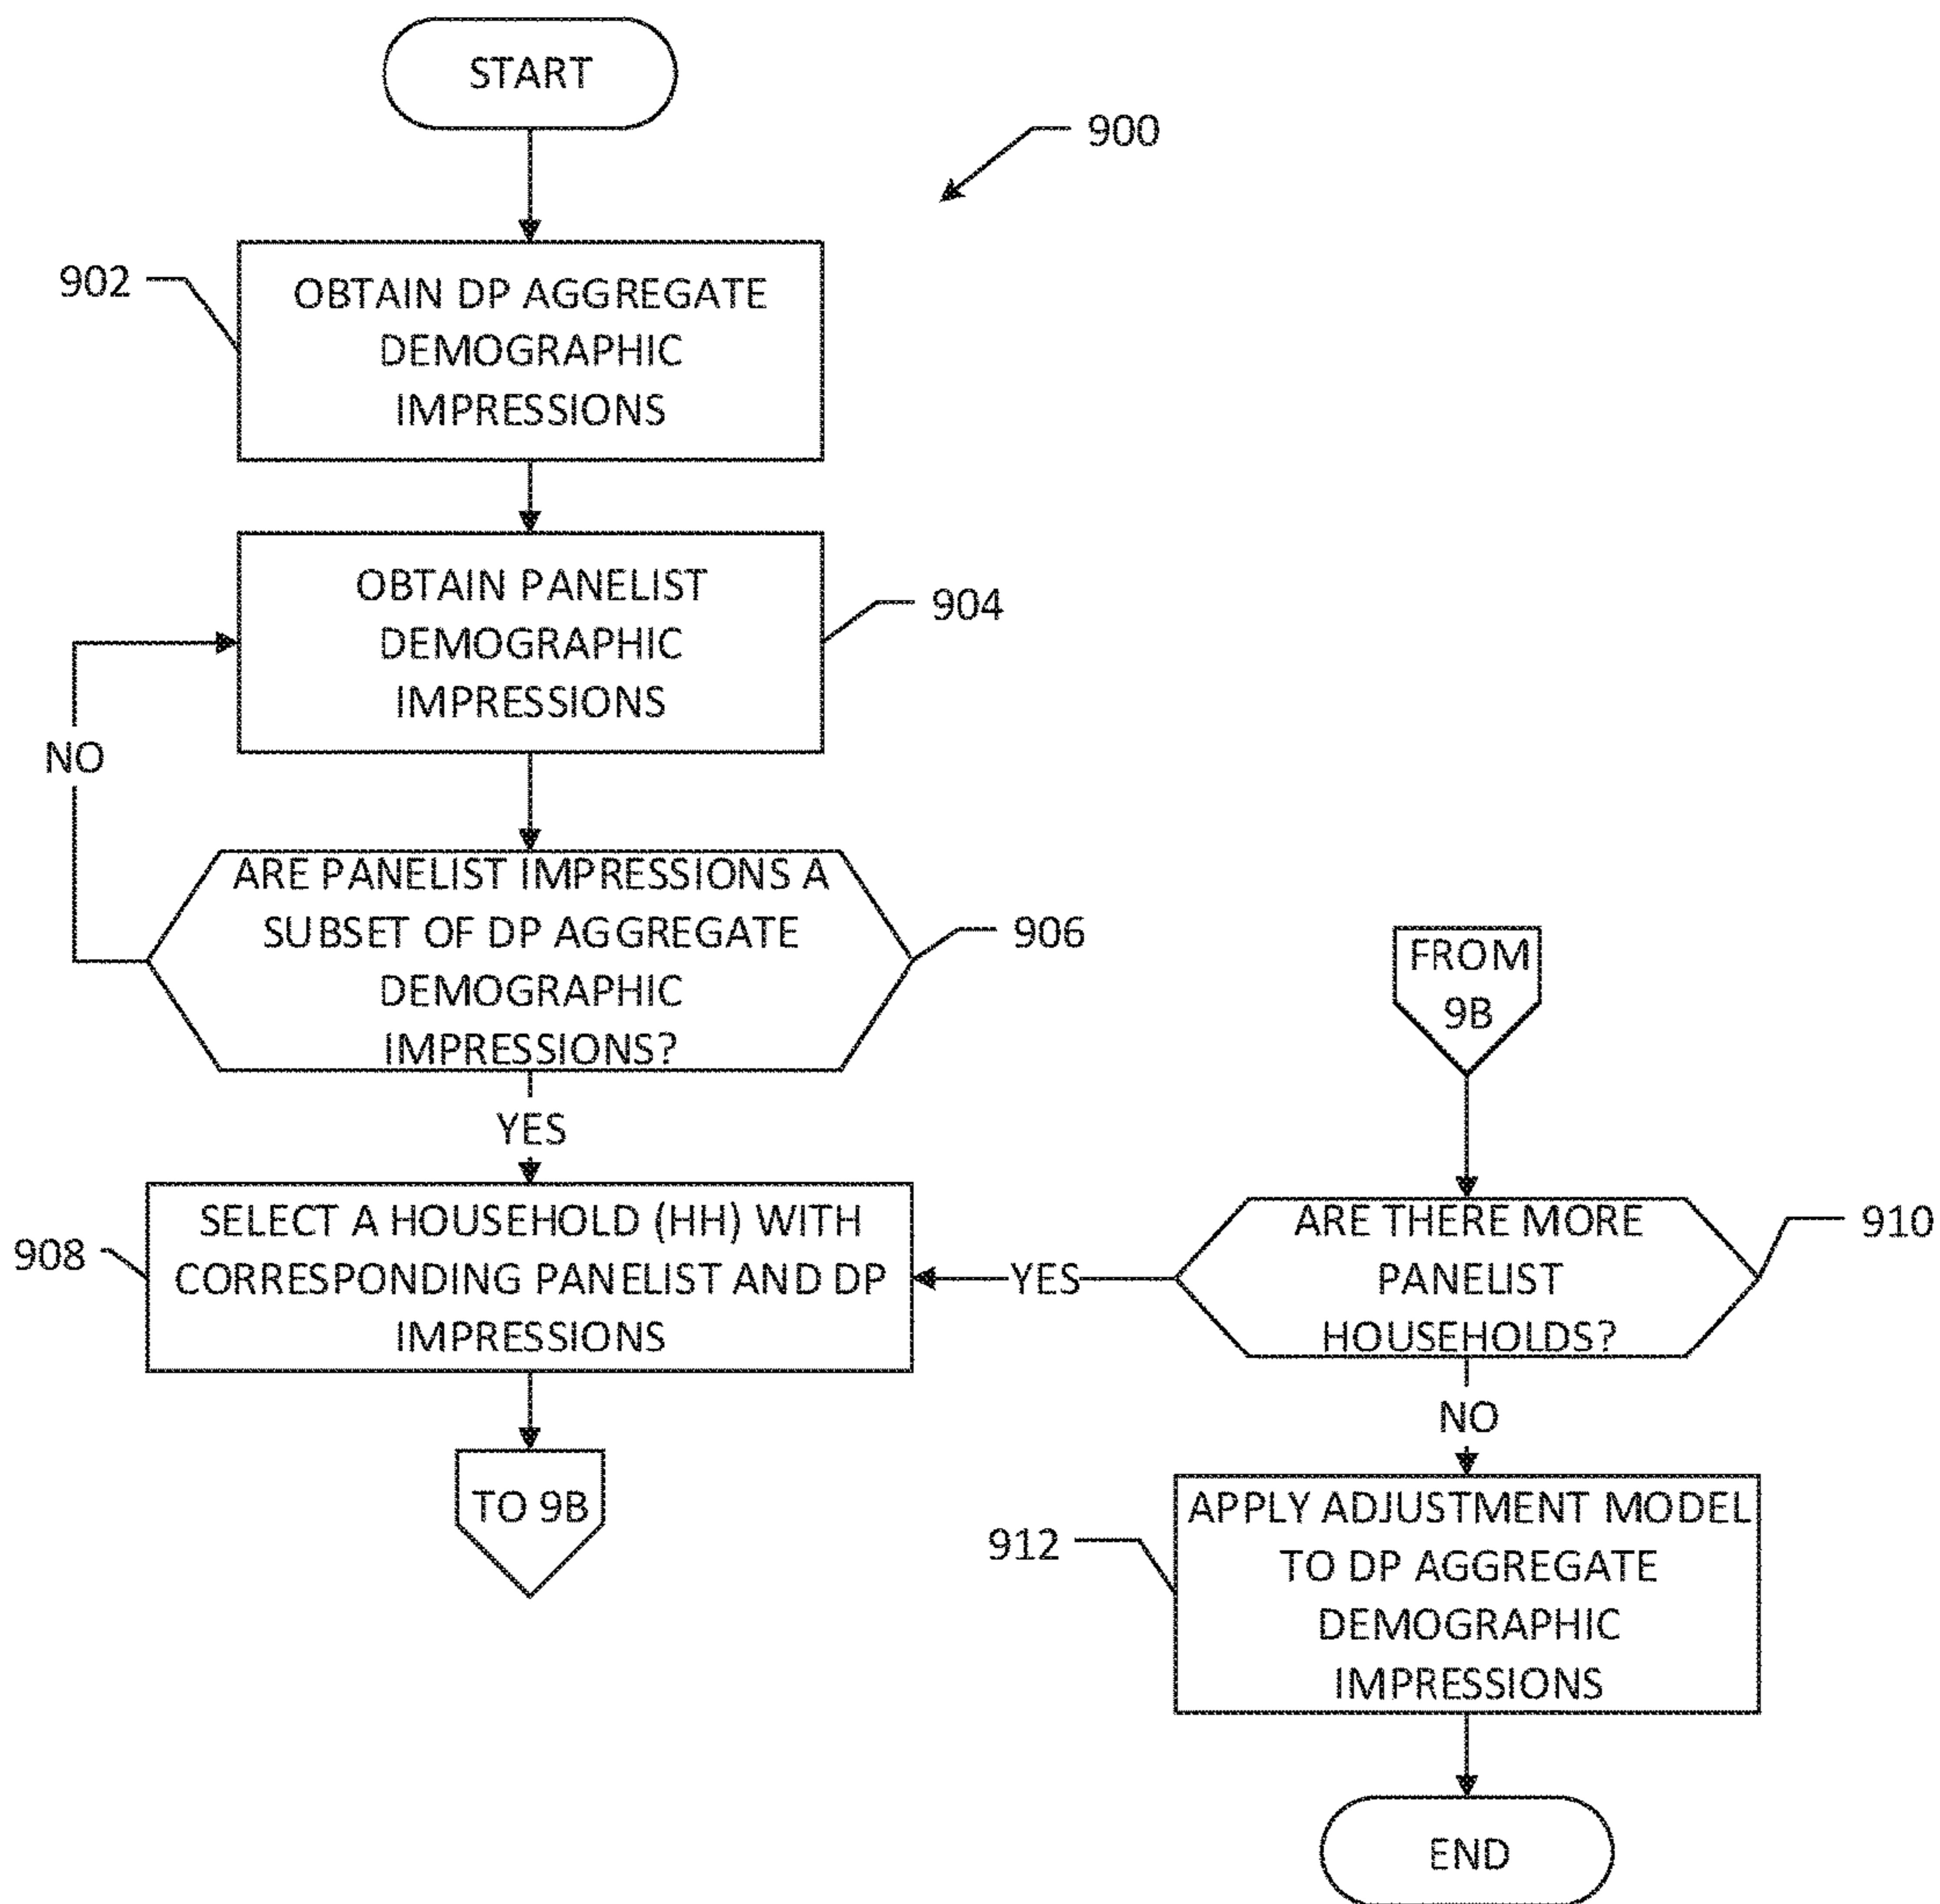 START
900
902
OBTAIN DP AGGREGATE
DEMOGRAPHIC
IMPRESSIONS
OBTAIN PANELIST
DEMOGRAPHIC
IMPRESSIONS
904
NO
ARE PANELIST IMPRESSIONS A
SUBSET OF DP AGGREGATE
DEMOGRAPHIC
IMPRESSIONS?
906
YES
908
SELECT A HOUSEHOLD (HH) WITH
CORRESPONDING PANELIST AND DP
IMPRESSIONS
TO 9B
FROM
9B
ARE THERE MORE
PANELIST
HOUSEHOLDS?
910
YES
NO
912
APPLY ADJUSTMENT MODEL
TO DP AGGREGATE
DEMOGRAPHIC
IMPRESSIONS
END